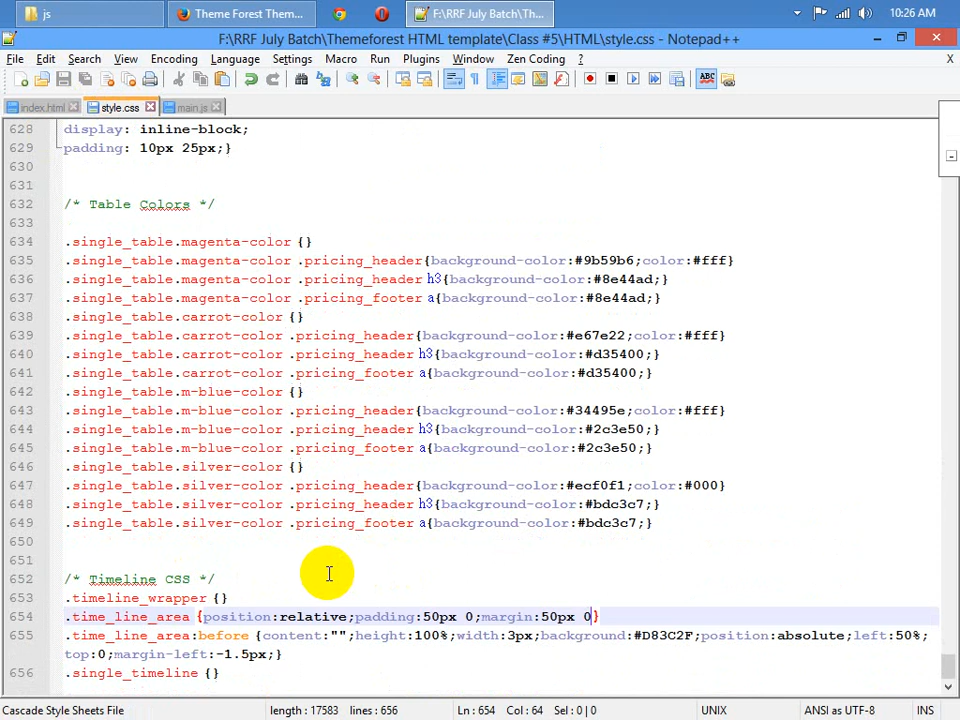 js
Theme Forest Them...
F:\RRF July Batch\Th...
10:26 AM
F:\RRF July Batch\Themeforest HTML template\Class #5\HTML\style.css - Notepad++
File Edit Search View Encoding Language Settings Macro Run Plugins Window Zen Coding ? X
index.html style.css main.js
628 display: inline-block;
629 padding: 10px 25px;}
630
631
632 /* Table Colors */
633
634 .single_table.magenta-color {}
635 .single_table.magenta-color .pricing_header{background-color:#9b59b6;color:#fff}
636 .single_table.magenta-color .pricing_header h3{background-color:#8e44ad;}
637 .single_table.magenta-color .pricing_footer a{background-color:#8e44ad;}
638 .single_table.carrot-color {}
639 .single_table.carrot-color .pricing_header{background-color:#e67e22;color:#fff}
640 .single_table.carrot-color .pricing_header h3{background-color:#d35400;}
641 .single_table.carrot-color .pricing_footer a{background-color:#d35400;}
642 .single_table.m-blue-color {}
643 .single_table.m-blue-color .pricing_header{background-color:#34495e;color:#fff}
644 .single_table.m-blue-color .pricing_header h3{background-color:#2c3e50;}
645 .single_table.m-blue-color .pricing_footer a{background-color:#2c3e50;}
646 .single_table.silver-color {}
647 .single_table.silver-color .pricing_header{background-color:#ecf0f1;color:#000}
648 .single_table.silver-color .pricing_header h3{background-color:#bdc3c7;}
649 .single_table.silver-color .pricing_footer a{background-color:#bdc3c7;}
650
651
652 /* Timeline CSS */
653 .timeline_wrapper {}
654 .time_line_area {position:relative;padding:50px 0;margin:50px 0}
655 .time_line_area:before {content:"";height:100%;width:3px;background:#D83C2F;position:absolute;left:50%;
top:0;margin-left:-1.5px;}
656 .single_timeline {}
Cascade Style Sheets File length : 17583 lines : 656 Ln : 654 Col : 64 Sel : 0 | 0 UNIX ANSI as UTF-8 INS